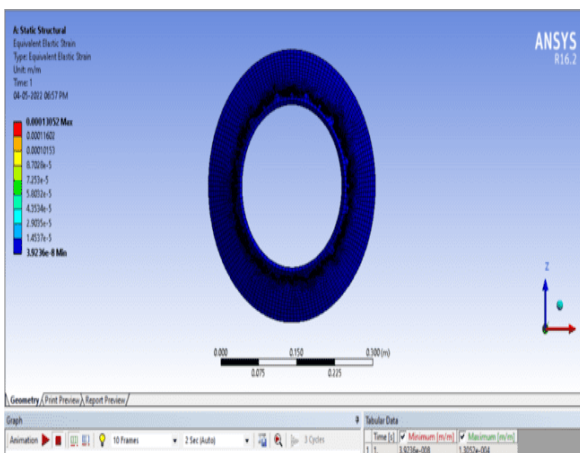 A: Static Structural
Equivalent Elastic Strain
Type: Equivalent Elastic Strain
Unit: m/m
Time: 1
04-05-2022 06:57 PM
ANSYS
R16.2
0.00013052 Max
0.00011602
0.00010153
8.7028e-5
7.253e-5
5.8032e-5
4.3534e-5
2.9035e-5
1.4537e-5
3.9236e-8 Min
Z
0.000
0.150
0.300 (m)
0.075
0.225
Geometry / Print Preview / Report Preview /
Graph
Tabular Data
Animation
10 Frames
2 Sec (Auto)
3 Cycles
Time [s]
Minimum [m/m]
Maximum [m/m]
1
1.
3.9236e-008
1.3052e-004